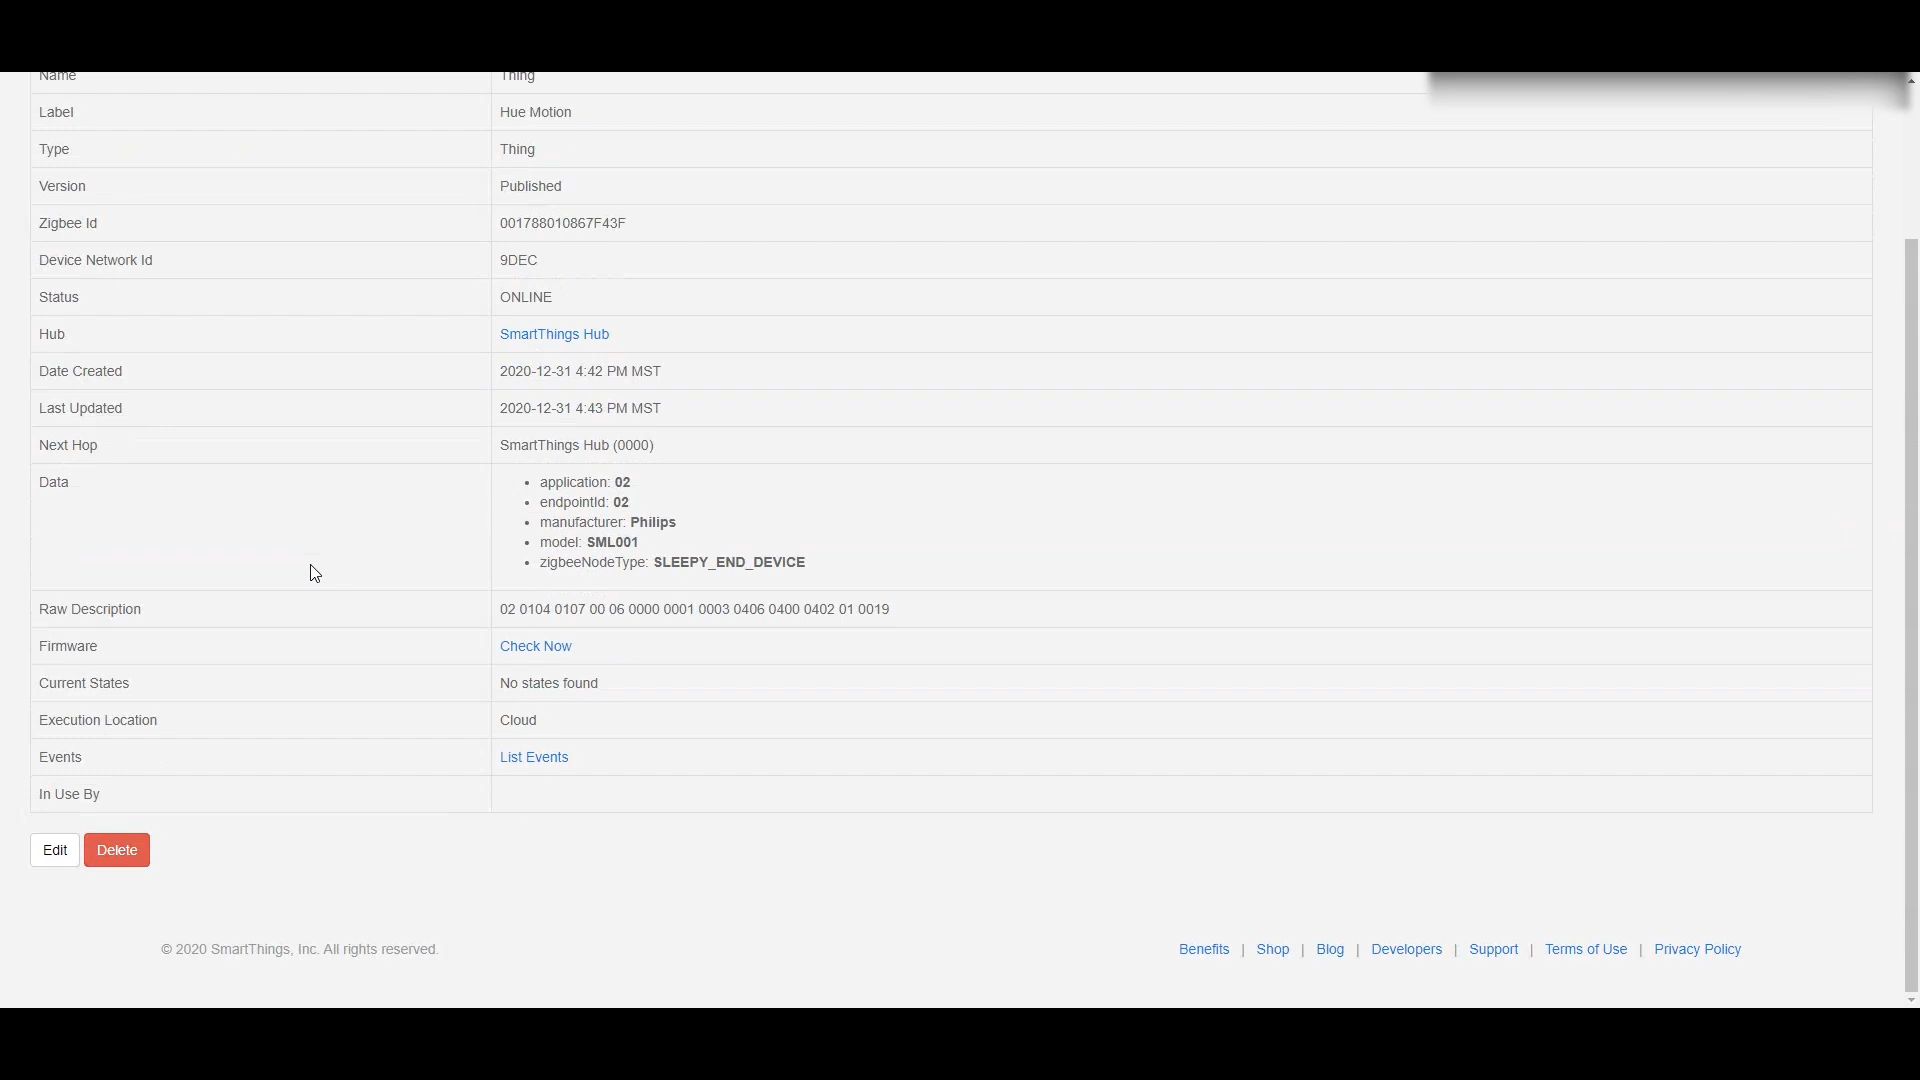 Name Thing
Label Hue Motion
Type Thing
Version Published
Zigbee Id 001788010867F43F
Device Network Id 9DEC
Status ONLINE
Hub SmartThings Hub
Date Created 2020-12-31 4:42 PM MST
Last Updated 2020-12-31 4:43 PM MST
Next Hop SmartThings Hub (0000)
Data • application: 02
• endpointId: 02
• manufacturer: Philips
• model: SML001
• zigbeeNodeType: SLEEPY_END_DEVICE
Raw Description 02 0104 0107 00 06 0000 0001 0003 0406 0400 0402 01 0019
Firmware Check Now
Current States No states found
Execution Location Cloud
Events List Events
In Use By
Edit Delete
© 2020 SmartThings, Inc. All rights reserved. Benefits | Shop | Blog | Developers | Support | Terms of Use | Privacy Policy